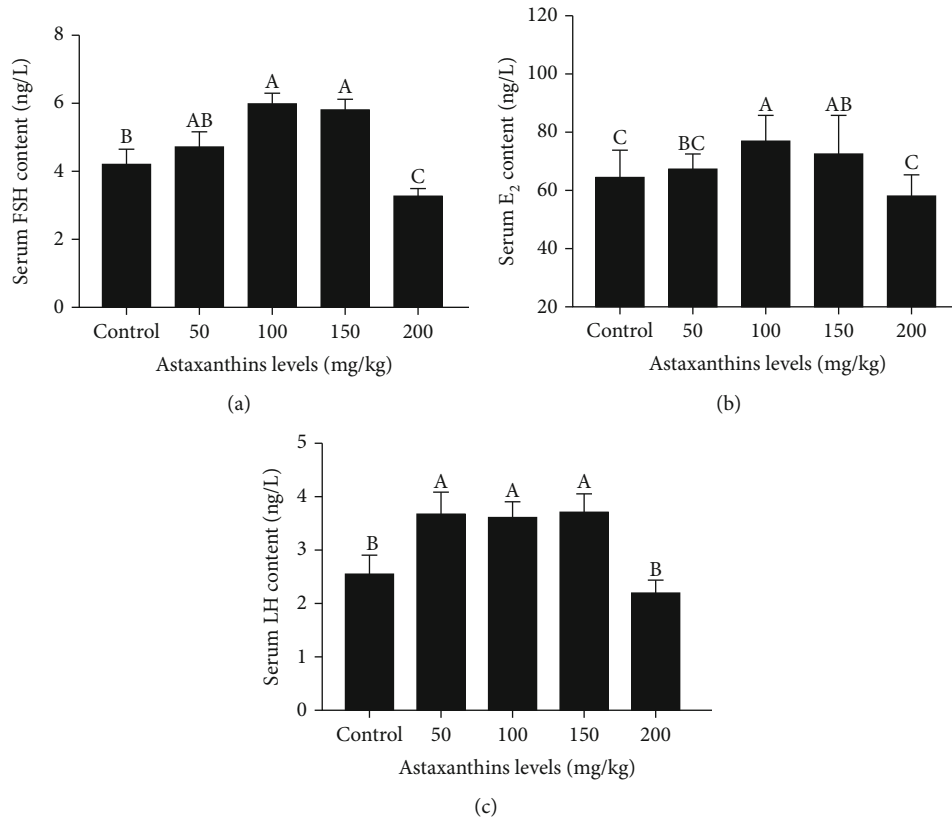 8
6
4
2
0
Serum FSH content (ng/L)
B
AB
A
A
C
Control 50 100 150 200
Astaxanthins levels (mg/kg)
(a)
120
100
80
60
40
20
Serum E₂ content (ng/L)
C
BC
A
AB
C
Control 50 100 150 200
Astaxanthins levels (mg/kg)
(b)
5
4
3
2
1
0
Serum LH content (ng/L)
B
A
A
A
B
Control 50 100 150 200
Astaxanthins levels (mg/kg)
(c)